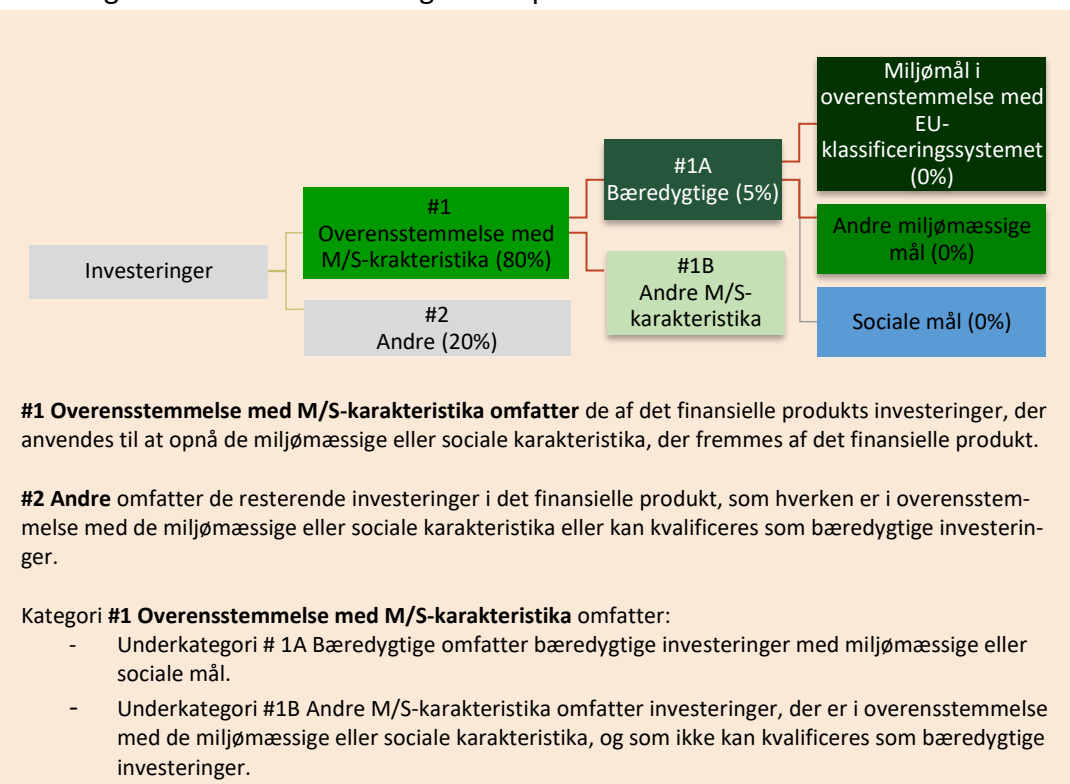 Miljømål i
overenstemmelse med
EU-
klassificeringssystemet
(0%)
#1A
Bæredygtige (5%)
#1
Overensstemmelse med
M/S-krakteristika (80%)
Andre miljømæssige
mål (0%)
Investeringer
#1B
Andre M/S-
karakteristika
#2
Andre (20%)
Sociale mål (0%)
#1 Overensstemmelse med M/S-karakteristika omfatter de af det finansielle produkts investeringer, der
anvendes til at opnå de miljømæssige eller sociale karakteristika, der fremmes af det finansielle produkt.
#2 Andre omfatter de resterende investeringer i det finansielle produkt, som hverken er i overensstem-
melse med de miljømæssige eller sociale karakteristika eller kan kvalificeres som bæredygtige investerin-
ger.
Kategori #1 Overensstemmelse med M/S-karakteristika omfatter:
- Underkategori # 1A Bæredygtige omfatter bæredygtige investeringer med miljømæssige eller
sociale mål.
- Underkategori #1B Andre M/S-karakteristika omfatter investeringer, der er i overensstemmelse
med de miljømæssige eller sociale karakteristika, og som ikke kan kvalificeres som bæredygtige
investeringer.